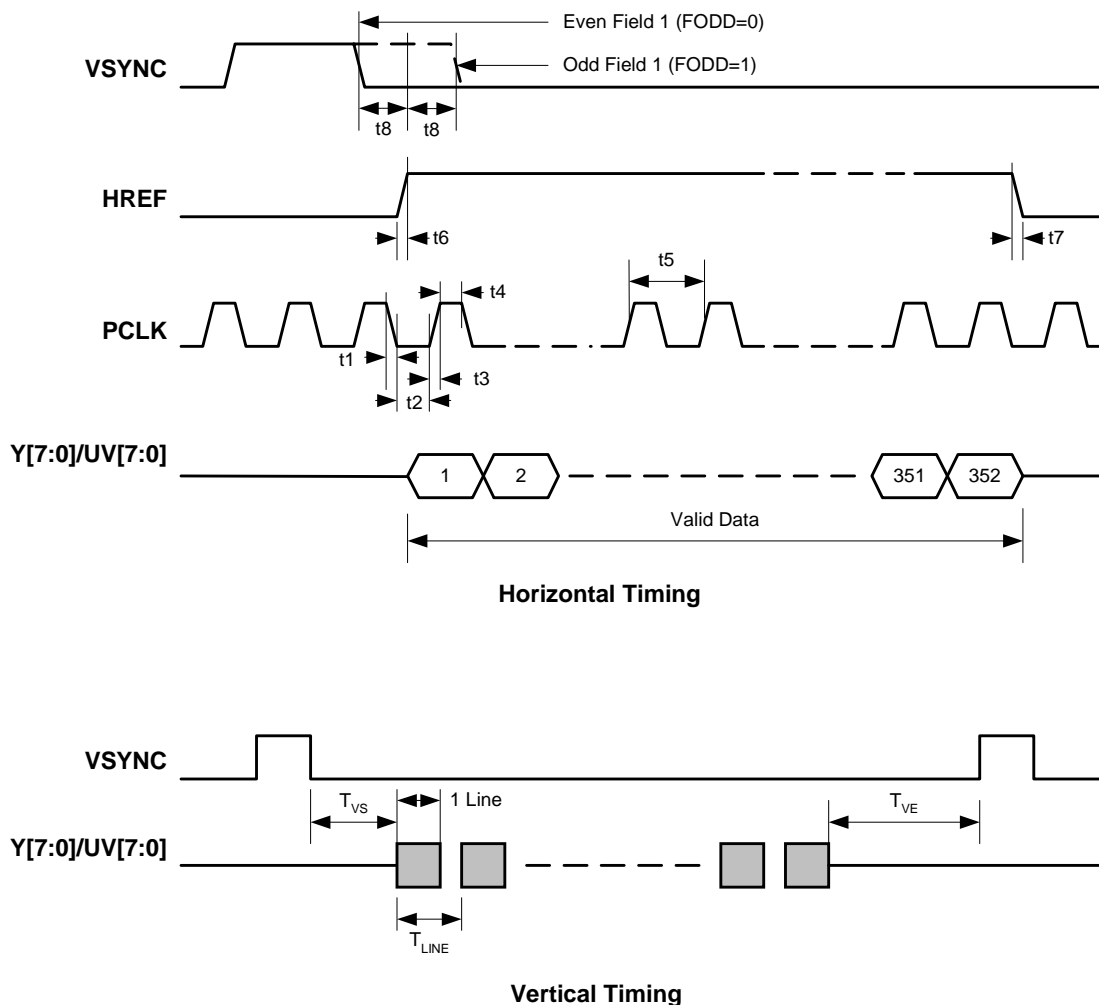 Even Field 1 (FODD=0)
VSYNC
Odd Field 1 (FODD=1)
t8 t8
HREF
t6 t7
t5
t4
PCLK
t1 t3
t2
Y[7:0]/UV[7:0]
1 2 351 352
Valid Data
Horizontal Timing
VSYNC
TVS 1 Line TVE
Y[7:0]/UV[7:0]
TLINE
Vertical Timing